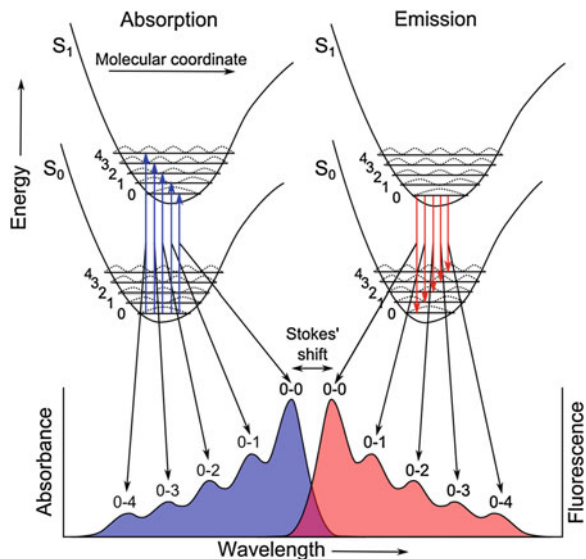 Absorption
Emission
S1
Molecular coordinate
S1
Energy
S0
4 3 2 1 0
S0
4 3 2 1 0
4 3 2 1 0
4 3 2 1 0
Stokes'
shift
0-0
0-0
0-1
0-1
0-2
0-2
0-3
0-3
0-4
0-4
Absorbance
Fluorescence
Wavelength